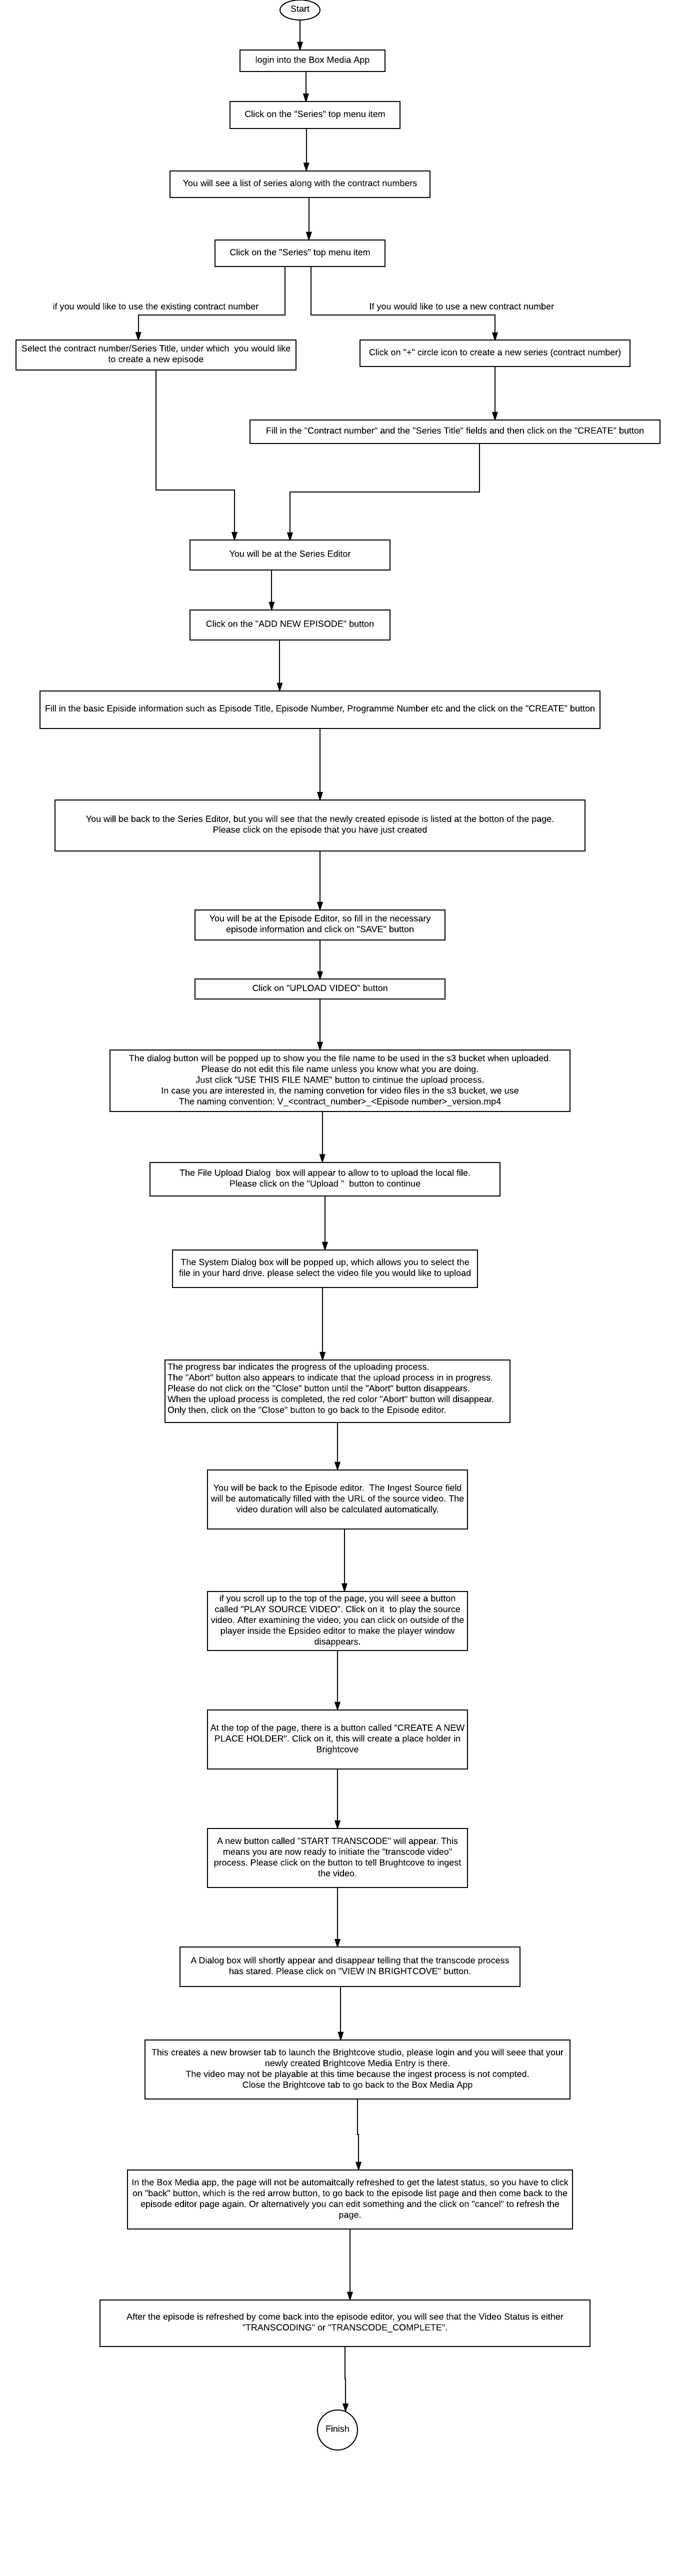 Start
login into the Box Media App
Click on the "Series" top menu item
You will see a list of series along with the contract numbers
Click on the "Series" top menu item
if you would like to use the existing contract number
If you would like to use a new contract number
Select the contract number/Series Title, under which  you would like
to create a new episode
Click on "+" circle icon to create a new series (contract number)
Fill in the "Contract number" and the "Series Title" fields and then click on the "CREATE" button
You will be at the Series Editor
Click on the "ADD NEW EPISODE" button
Fill in the basic Episide information such as Episode Title, Episode Number, Programme Number etc and the click on the "CREATE" button
You will be back to the Series Editor, but you will see that the newly created episode is listed at the botton of the page.
Please click on the episode that you have just created
You will be at the Episode Editor, so fill in the necessary
episode information and click on "SAVE" button
Click on "UPLOAD VIDEO" button
The dialog button will be popped up to show you the file name to be used in the s3 bucket when uploaded.
Please do not edit this file name unless you know what you are doing.
Just click "USE THIS FILE NAME" button to cintinue the upload process.
In case you are interested in, the naming convetion for video files in the s3 bucket, we use
The naming convention: V_<contract_number>_<Episode number>_version.mp4
The File Upload Dialog  box will appear to allow to to upload the local file.
Please click on the "Upload "  button to continue
The System Dialog box will be popped up, which allows you to select the
file in your hard drive. please select the video file you would like to upload
The progress bar indicates the progress of the uploading process.
The "Abort" button also appears to indicate that the upload process in in progress.
Please do not click on the "Close" button until the "Abort" button disappears.
When the upload process is completed, the red color "Abort" button will disappear.
Only then, click on the "Close" button to go back to the Episode editor.
You will be back to the Episode editor.  The Ingest Source field
will be automatically filled with the URL of the source video. The
video duration will also be calculated automatically.
if you scroll up to the top of the page, you will seee a button
called "PLAY SOURCE VIDEO". Click on it  to play the source
video. After examining the video, you can click on outside of the
player inside the Epsideo editor to make the player window
disappears.
At the top of the page, there is a button called "CREATE A NEW
PLACE HOLDER". Click on it, this will create a place holder in
Brightcove
A new button called "START TRANSCODE" will appear. This
means you are now ready to initiate the "transcode video"
process. Please click on the button to tell Brughtcove to ingest
the video.
A Dialog box will shortly appear and disappear telling that the transcode process
has stared. Please click on "VIEW IN BRIGHTCOVE" button.
This creates a new browser tab to launch the Brightcove studio, please login and you will seee that your
newly created Brightcove Media Entry is there.
The video may not be playable at this time because the ingest process is not compted.
Close the Brightcove tab to go back to the Box Media App
In the Box Media app, the page will not be automaitcally refreshed to get the latest status, so you have to click
on "back" button, which is the red arrow button, to go back to the episode list page and then come back to the
episode editor page again. Or alternatively you can edit something and the click on "cancel" to refresh the
page.
After the episode is refreshed by come back into the episode editor, you will see that the Video Status is either
"TRANSCODING" or "TRANSCODE_COMPLETE".
Finish